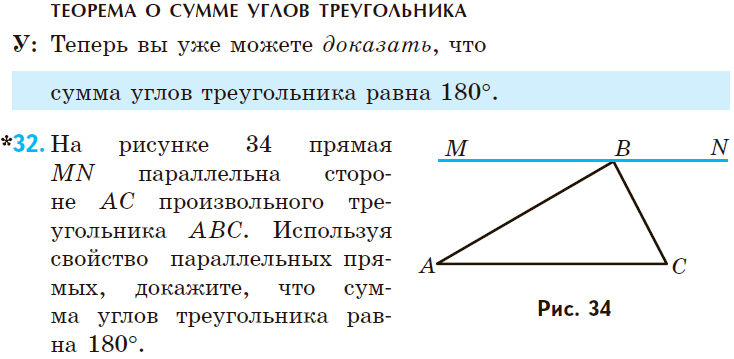 ТЕОРЕМА О СУММЕ УГЛОВ ТРЕУГОЛЬНИКА
У: Теперь вы уже можете доказать, что
сумма углов треугольника равна 180°.
*32. На рисунке 34 прямая
MN параллельна сторо-
не AC произвольного тре-
угольника ABC. Используя
свойство параллельных пря-
мых, докажите, что сум-
ма углов треугольника рав-
на 180°.
M B N
A C
Рис. 34